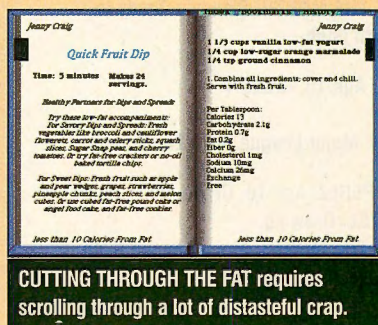 Index Bookmarks History
Jenny Craig
Quick Fruit Dip
Time: 5 minutes Makes 24
servings.
Healthy Partners for Dips and Spreads
Try these low-fat accompaniments:
For Savory Dips and Spreads: Fresh
vegetables like broccoli and cauliflower
flowerets, carrot and celery sticks, squash
slices, Sugar Snap peas, and cherry
tomatoes. Or try fat-free crackers or no-oil
baked tortilla chips.
For Sweet Dips: Fresh fruit such as apple
and pear wedges, grapes, strawberries,
pineapple chunks, peach slices, and melon
cubes. Or use cubed fat-free pound cake or
angel food cake, and fat-free cookies.
less than 10 Calories From Fat
Jenny Craig
1 1/3 cups vanilla low-fat yogurt
1/4 cup low-sugar orange marmalade
1/4 tsp ground cinnamon
1. Combine all ingredients; cover and chill.
Serve with fresh fruit.
Per Tablespoon:
Calories 13
Carbohydrate 2.1g
Protein 0.7g
Fat 0.2g
Fiber 0g
Cholesterol 1mg
Sodium 10mg
Calcium 26mg
Exchange
Free
less than 10 Calories From Fat
CUTTING THROUGH THE FAT requires
scrolling through a lot of distasteful crap.